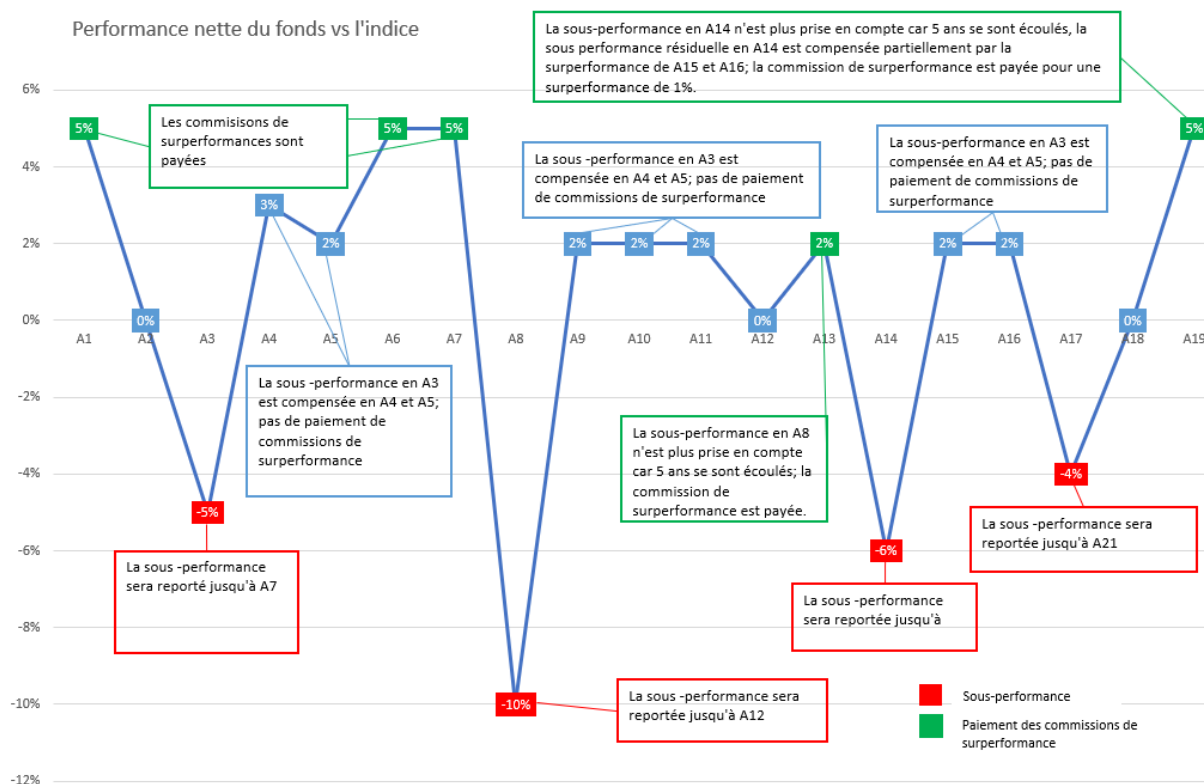 Performance nette du fonds vs l'indice
La sous-performance en A14 n'est plus prise en compte car 5 ans se sont écoulés, la
sous performance résiduelle en A14 est compensée partiellement par la
surperformance de A15 et A16; la commission de surperformance est payée pour une
surperformance de 1%.
6%
4%
2%
0%
-2%
-4%
-6%
-8%
-10%
-12%
Les commisisons de
surperformances sont
payées
La sous -performance en A3 est
compensée en A4 et A5; pas de paiement
de commissions de surperformance
La sous-performance en A3 est
compensée en A4 et A5; pas de
paiement de commissions de
surperformance
5%
0%
-5%
3%
2%
5%
5%
-10%
2%
2%
2%
0%
2%
-6%
2%
2%
-4%
0%
5%
A1
A2
A3
A4
A5
A6
A7
A8
A9
A10
A11
A12
A13
A14
A15
A16
A17
A18
A19
La sous -performance en A3
est compensée en A4 et A5;
pas de paiement de
commissions de
surperformance
La sous-performance en A8
n'est plus prise en compte
car 5 ans se sont écoulés; la
commission de
surperformance est payée.
La sous -performance sera
reportée jusqu'à A21
La sous -performance
sera reporté jusqu'à A7
La sous -performance
sera reportée jusqu'à
La sous -performance sera
reportée jusqu'à A12
Sous-performance
Paiement des commissions de
surperformance